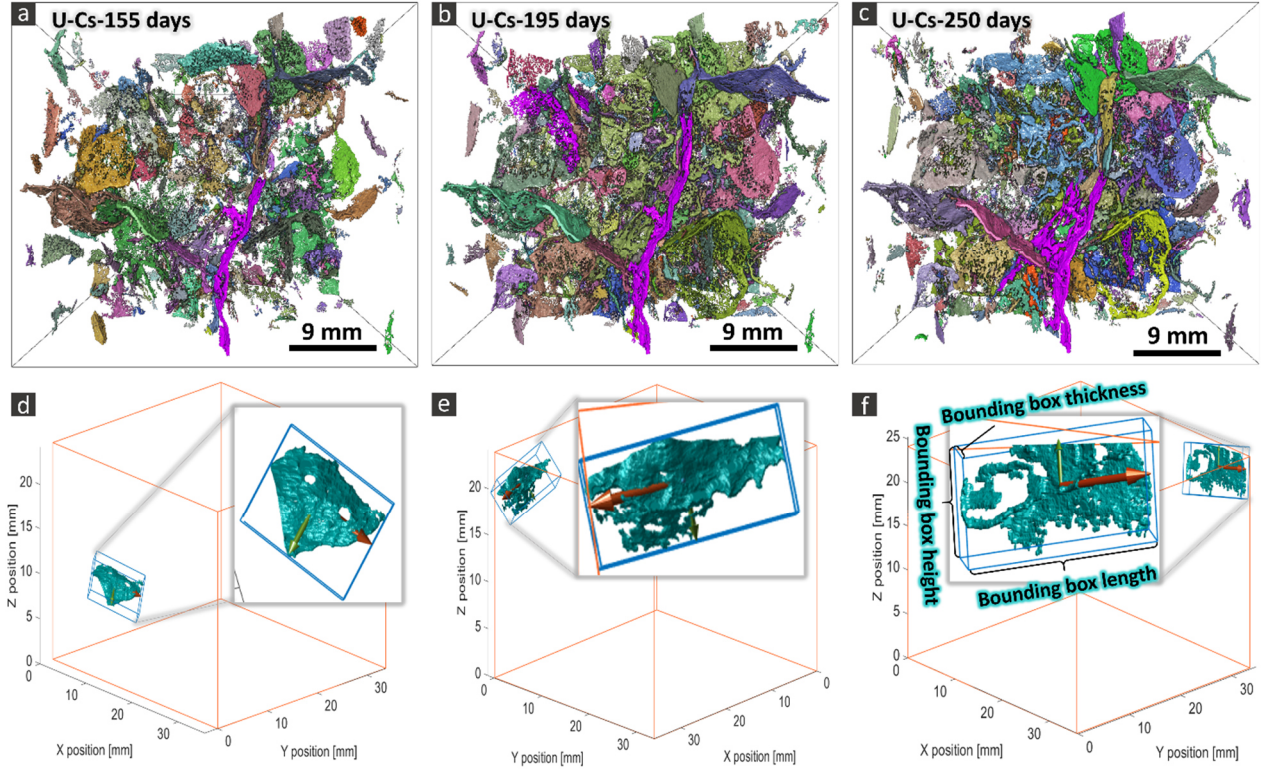 a U-Cs-155 days
9 mm
b U-Cs-195 days
9 mm
c U-Cs-250 days
9 mm
d
Z position [mm]
20
15
10
5
0
0
10
20
30
X position [mm]
0
10
20
30
Y position [mm]
e
Z position [mm]
20
15
10
5
0
0
10
20
30
Y position [mm]
0
10
20
30
X position [mm]
f
Bounding box thickness
Bounding box height
Bounding box length
Z position [mm]
25
20
15
10
5
0
0
10
20
30
X position [mm]
0
10
20
30
Y position [mm]